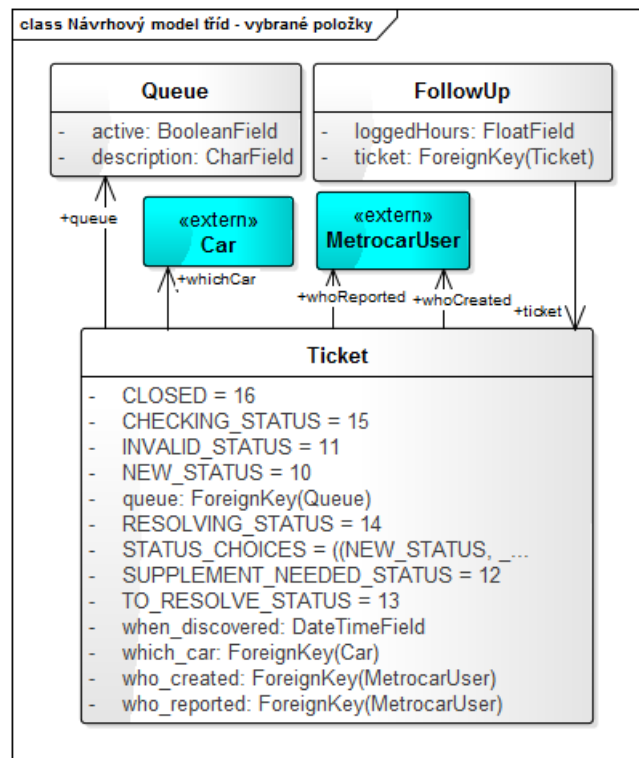 class Návrhový model tříd - vybrané položky
Queue
- active: BooleanField
- description: CharField
FollowUp
- loggedHours: FloatField
- ticket: ForeignKey(Ticket)
+queue
«extern»
Car
«extern»
MetrocarUser
+whichCar
+whoReported
+whoCreated
+ticket
Ticket
- CLOSED = 16
- CHECKING_STATUS = 15
- INVALID_STATUS = 11
- NEW_STATUS = 10
- queue: ForeignKey(Queue)
- RESOLVING_STATUS = 14
- STATUS_CHOICES = ((NEW_STATUS, _...
- SUPPLEMENT_NEEDED_STATUS = 12
- TO_RESOLVE_STATUS = 13
- when_discovered: DateTimeField
- which_car: ForeignKey(Car)
- who_created: ForeignKey(MetrocarUser)
- who_reported: ForeignKey(MetrocarUser)